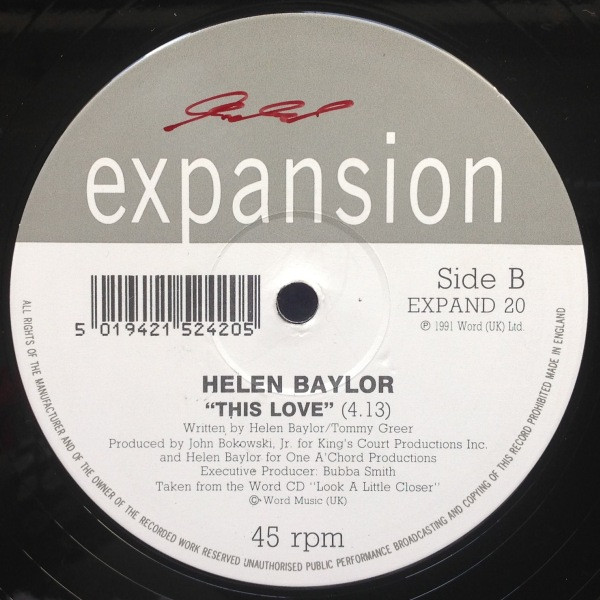 expansion
Side B
EXPAND 20
℗ 1991 Word (UK) Ltd.
5 019421 524205
HELEN BAYLOR
“THIS LOVE” (4.13)
Written by Helen Baylor/Tommy Greer
Produced by John Bokowski, Jr. for King's Court Productions Inc.
and Helen Baylor for One A'Chord Productions
Executive Producer: Bubba Smith
Taken from the Word CD "Look A Little Closer"
© Word Music (UK)
45 rpm
ALL RIGHTS OF THE MANUFACTURER AND OF THE OWNER OF THE RECORDED WORK RESERVED UNAUTHORISED PUBLIC PERFORMANCE BROADCASTING AND COPYING OF THIS RECORD PROHIBITED MADE IN ENGLAND